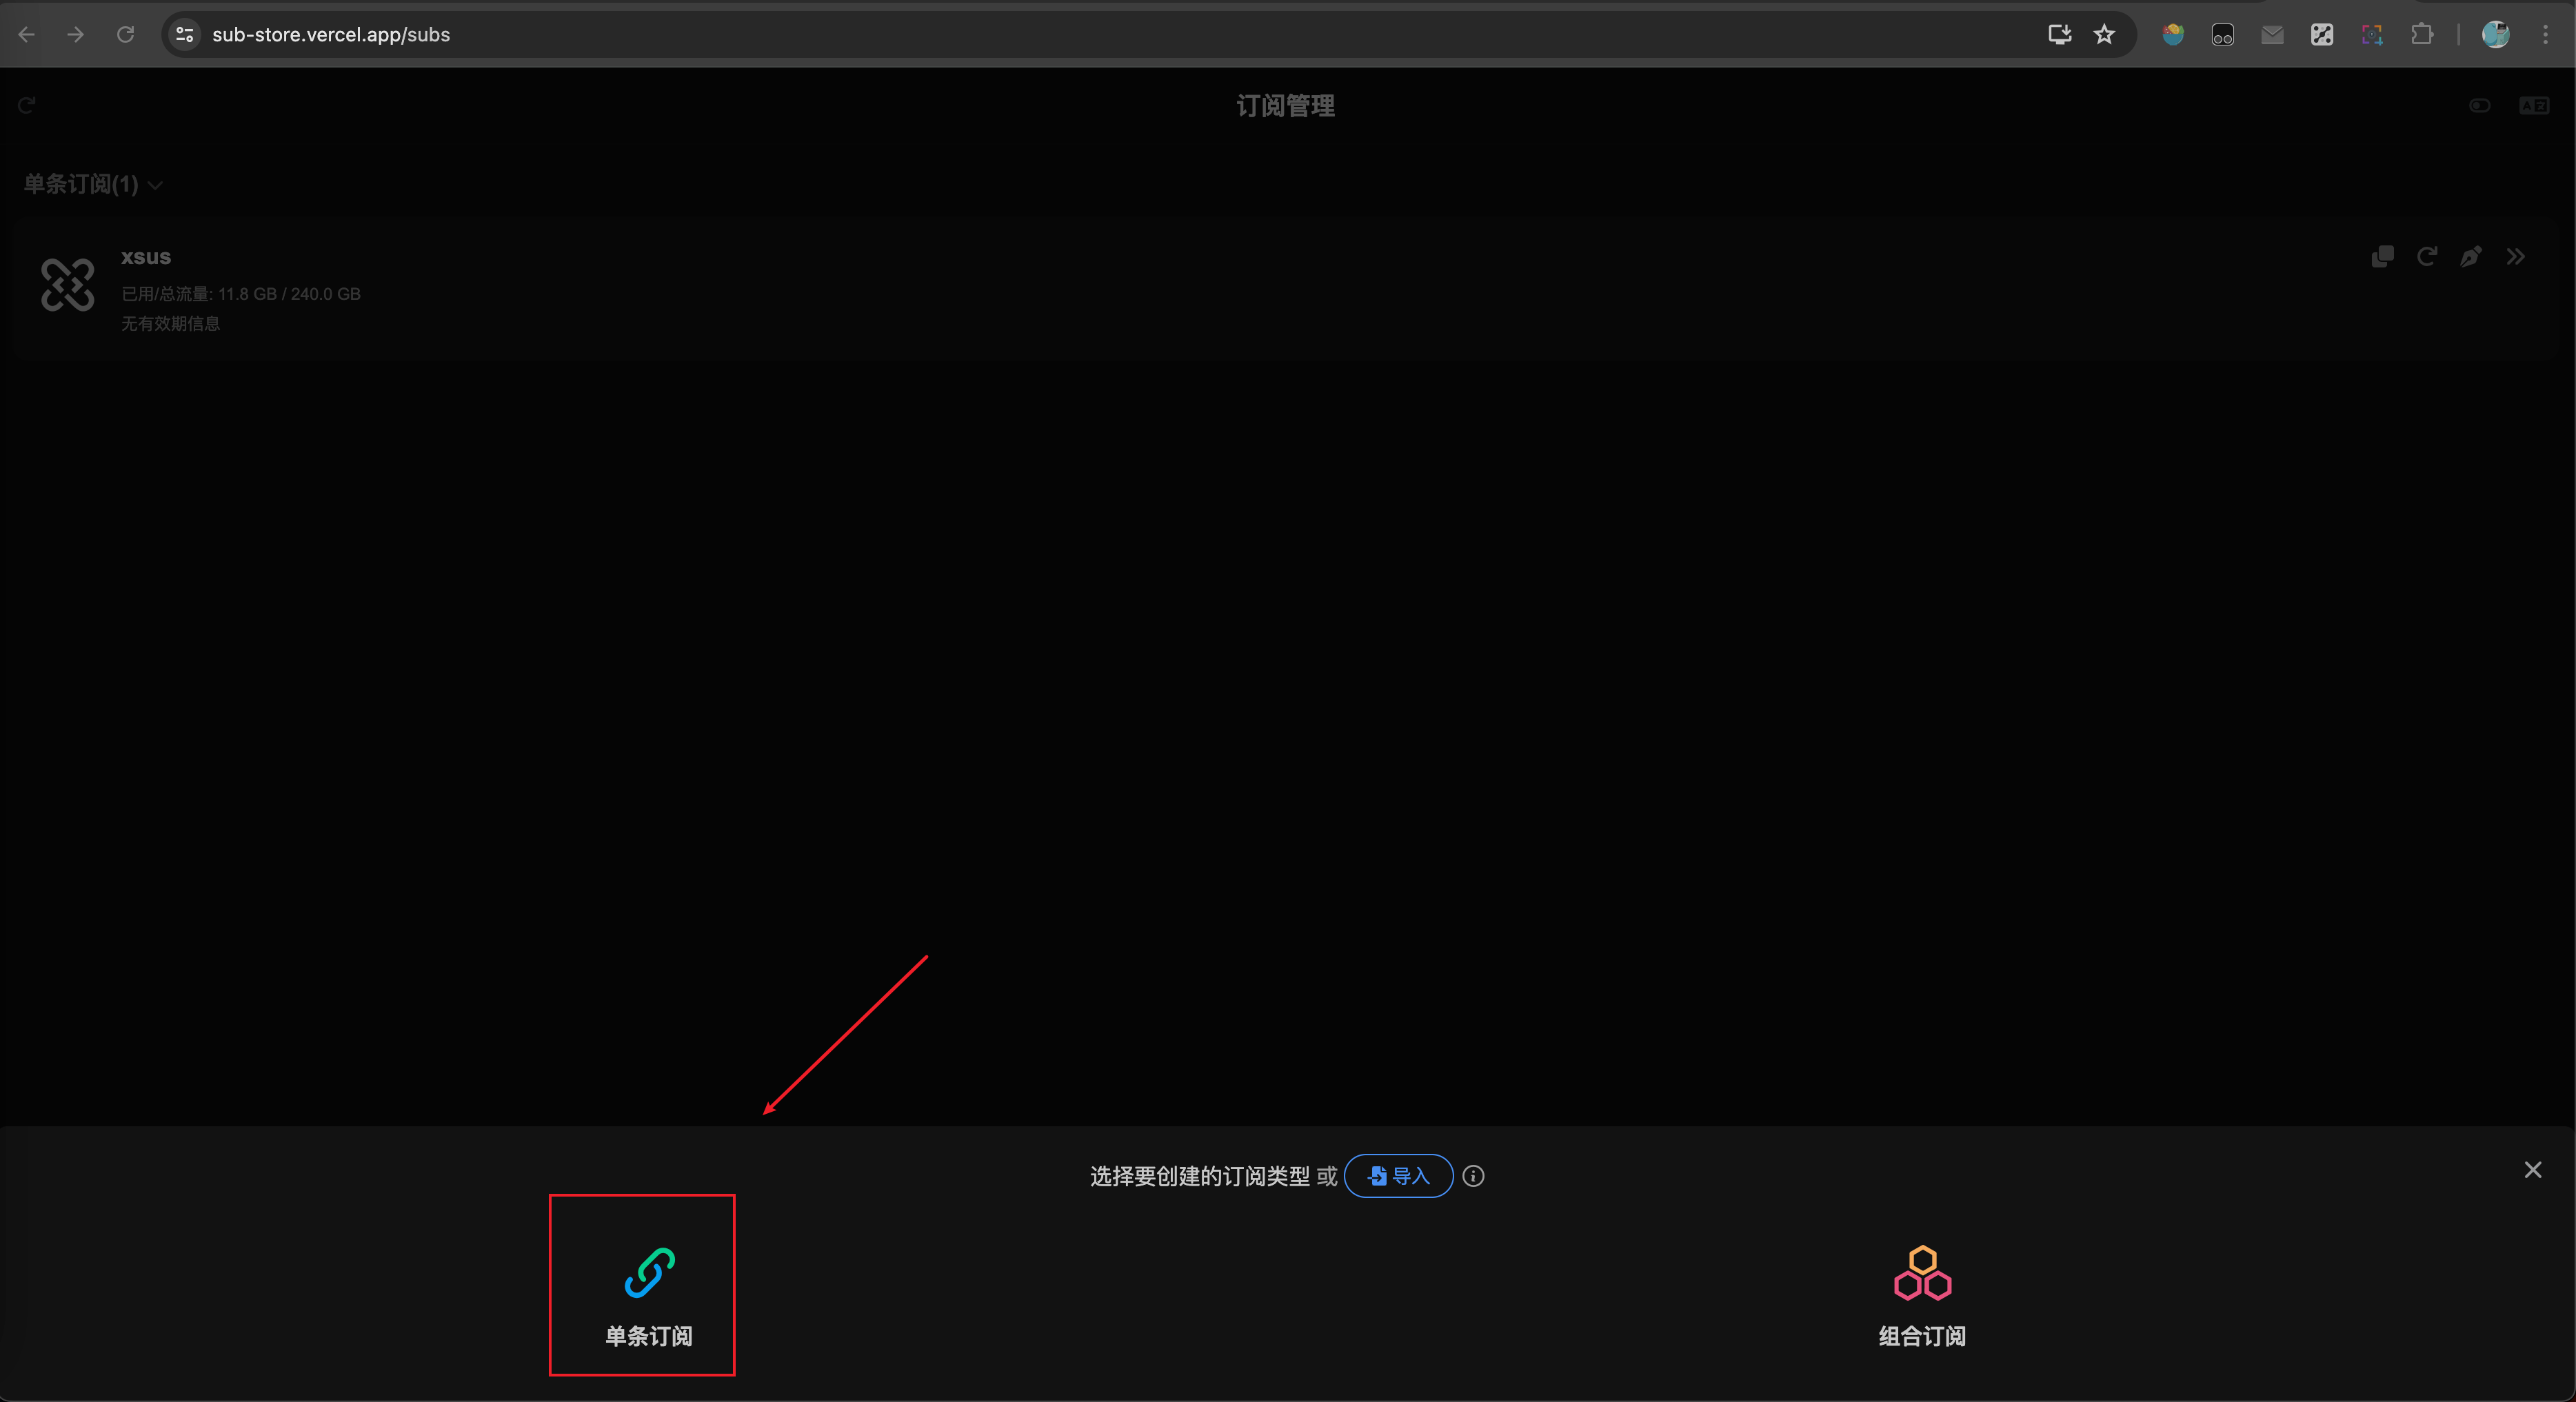 sub-store.vercel.app/subs
订阅管理
单条订阅(1)
xsus
已用/总流量: 11.8 GB / 240.0 GB
无有效期信息
选择要创建的订阅类型 或 导入
单条订阅
组合订阅